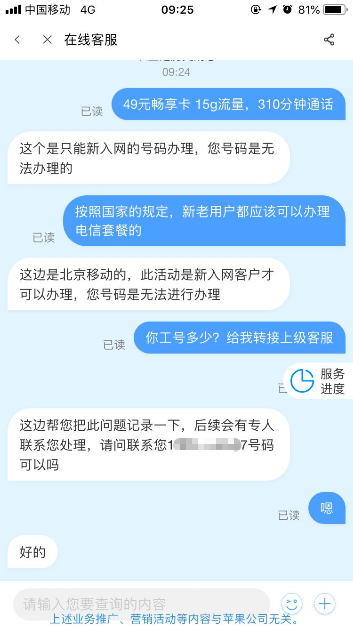 中国移动 4G 09:25 81%
在线客服
09:24
49元畅享卡 15g流量，310分钟通话
已读
这个是只能新入网的号码办理，您号码是无
法办理的
按照国家的规定，新老用户都应该可以办理
电信套餐的
已读
这边是北京移动的，此活动是新入网客户才
可以办理，您号码是无法进行办理
你工号多少？给我转接上级客服
已读
服务
进度
这边帮您把此问题记录一下，后续会有专人
联系您处理，请问联系您1 7号码
可以吗
嗯
已读
好的
请输入您要查询的内容
上述业务推广、营销活动等内容与苹果公司无关。